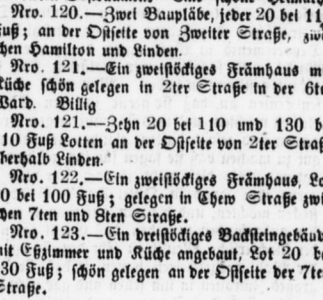 Nro. 120.—Zwei Baupläße, jeder 20 bei 11
Fuß; an der Ostseite von Zweiter Straße, zwi
chen Hamilton und Linden.
Nro. 121.—Ein zweistöckiges Främhaus m
Küche schön gelegen in 2ter Straße in der 6te
Ward. Billig
Nro. 121.—Zehn 20 bei 110 und 130 b
10 Fuß Lotten an der Ostseite von 2ter Straß
berhalb Linden.
Nro. 122.—Ein zweistöckiges Främhaus, Lo
0 bei 100 Fuß; gelegen in Chew Straße zwi
chen 7ten und 8ten Straße.
Nro. 123.—Ein dreistöckiges Backsteingebäud
mit Eßzimmer und Küche angebaut, Lot 20 be
30 Fuß; schön gelegen an der Ostseite der 7te
Straße.